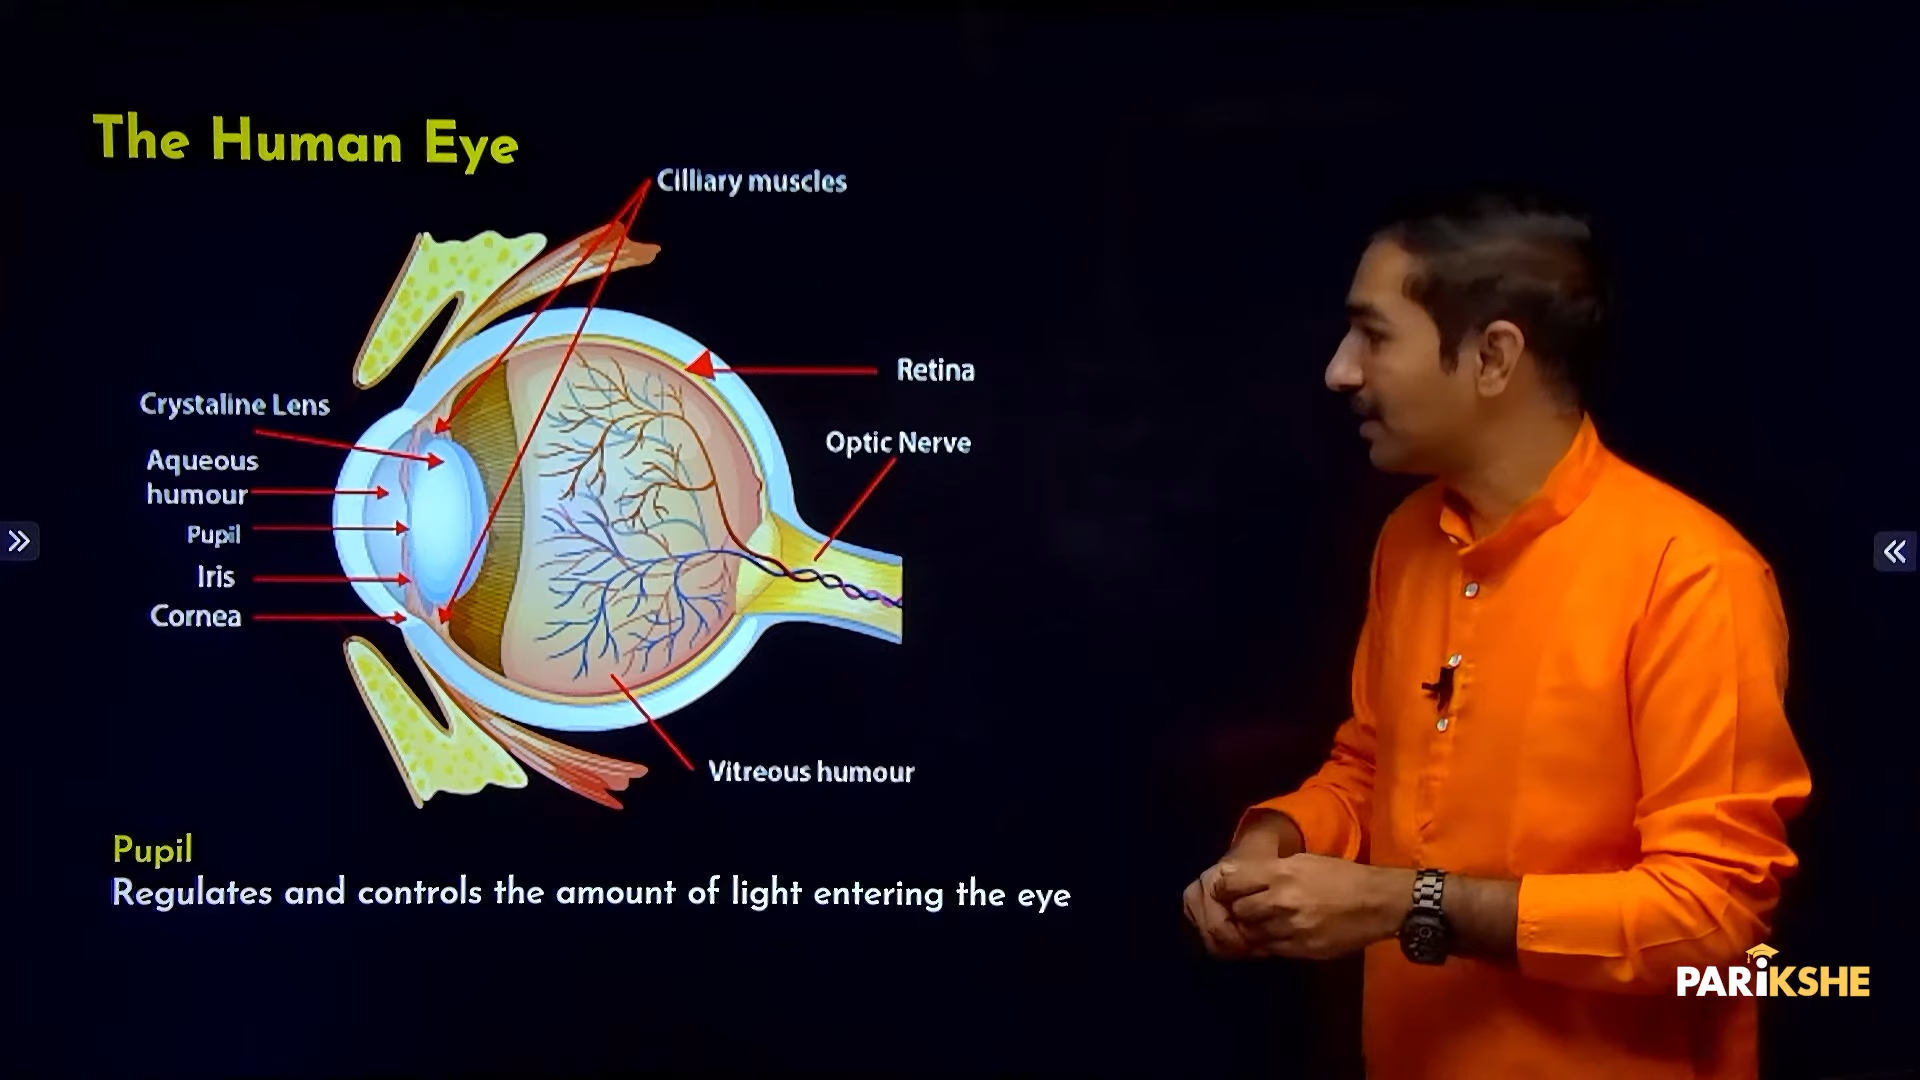 The Human Eye
Cilliary muscles
Retina
Crystaline Lens
Optic Nerve
Aqueous
humour
Pupil
Iris
Cornea
Vitreous humour
Pupil
Regulates and controls the amount of light entering the eye
PARiKSHE